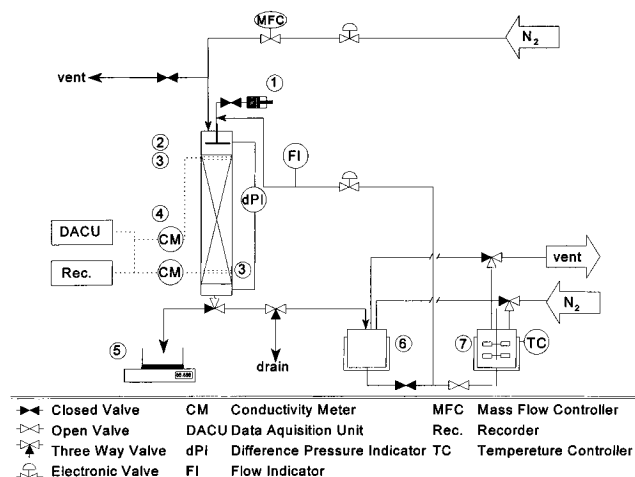 MFC
N2
vent
1
2
3
FI
dPI
4
DACU
CM
Rec.
CM
3
vent
N2
5
drain
6
7
TC
Closed Valve CM Conductivity Meter MFC Mass Flow Controller
Open Valve DACU Data Aquisition Unit Rec. Recorder
Three Way Valve dPI Difference Pressure Indicator TC Temperature Controller
Electronic Valve FI Flow Indicator